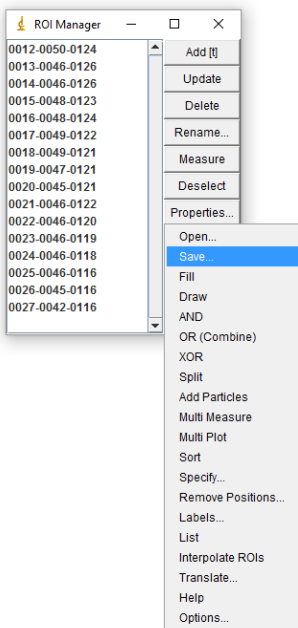 ROI Manager
0012-0050-0124
0013-0046-0126
0014-0046-0126
0015-0048-0123
0016-0048-0124
0017-0049-0122
0018-0049-0121
0019-0047-0121
0020-0045-0121
0021-0046-0122
0022-0046-0120
0023-0046-0119
0024-0046-0118
0025-0046-0116
0026-0045-0116
0027-0042-0116
Add [t]
Update
Delete
Rename...
Measure
Deselect
Properties...
Open...
Save...
Fill
Draw
AND
OR (Combine)
XOR
Split
Add Particles
Multi Measure
Multi Plot
Sort
Specify...
Remove Positions...
Labels...
List
Interpolate ROIs
Translate...
Help
Options...